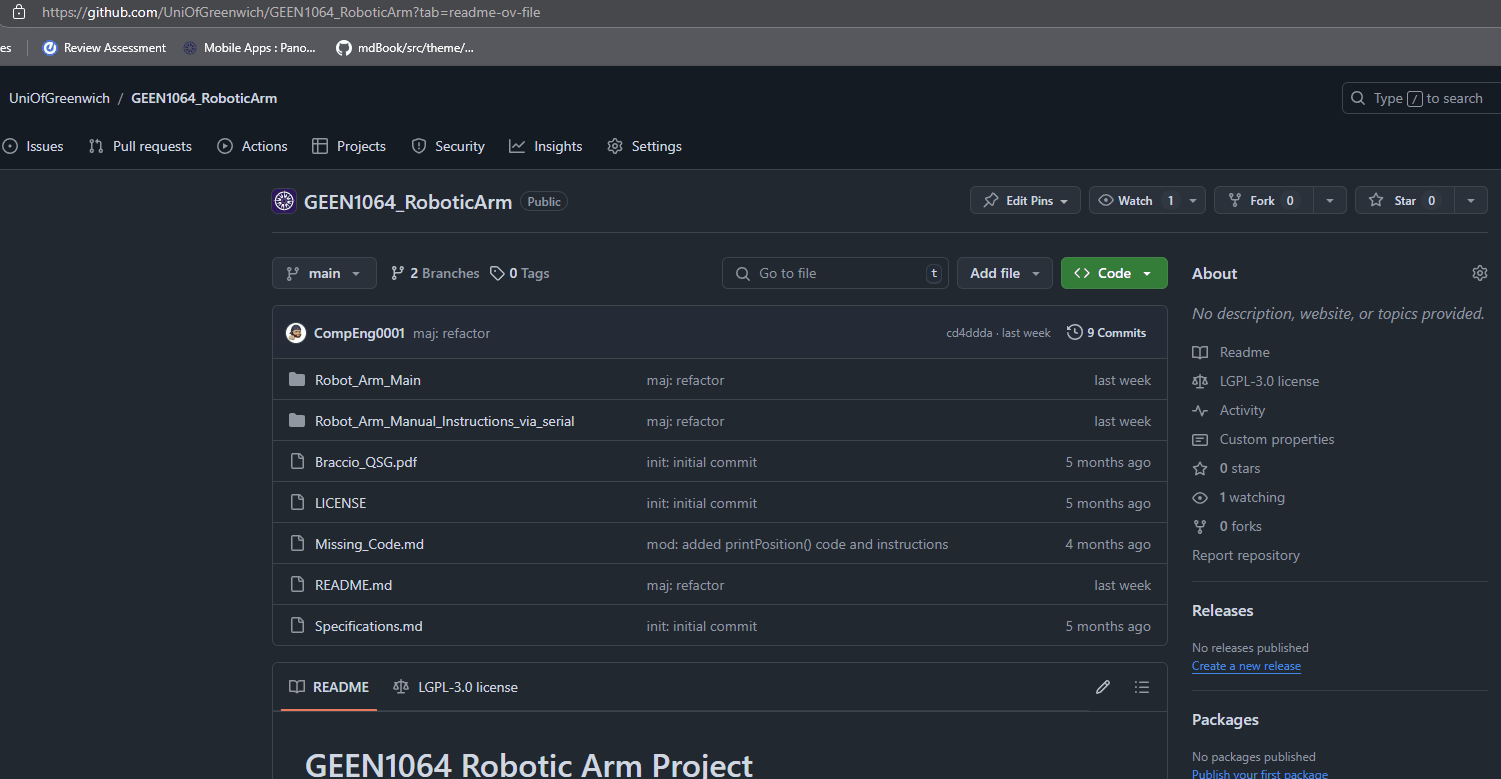 https://github.com/UniOfGreenwich/GEEN1064_RoboticArm?tab=readme-ov-file
es Review Assessment Mobile Apps : Pano... mdBook/src/theme/...
UniOfGreenwich / GEEN1064_RoboticArm Type / to search
Issues Pull requests Actions Projects Security Insights Settings
GEEN1064_RoboticArm Public Edit Pins Watch 1 Fork 0 Star 0
main 2 Branches 0 Tags Go to file t Add file <> Code
CompEng0001 maj: refactor cd4ddda · last week 9 Commits
Robot_Arm_Main maj: refactor last week
Robot_Arm_Manual_Instructions_via_serial maj: refactor last week
Braccio_QSG.pdf init: initial commit 5 months ago
LICENSE init: initial commit 5 months ago
Missing_Code.md mod: added printPosition() code and instructions 4 months ago
README.md maj: refactor last week
Specifications.md init: initial commit 5 months ago
README LGPL-3.0 license
GEEN1064 Robotic Arm Project
About
No description, website, or topics provided.
Readme
LGPL-3.0 license
Activity
Custom properties
0 stars
1 watching
0 forks
Report repository
Releases
No releases published
Create a new release
Packages
No packages published
Publish your first package